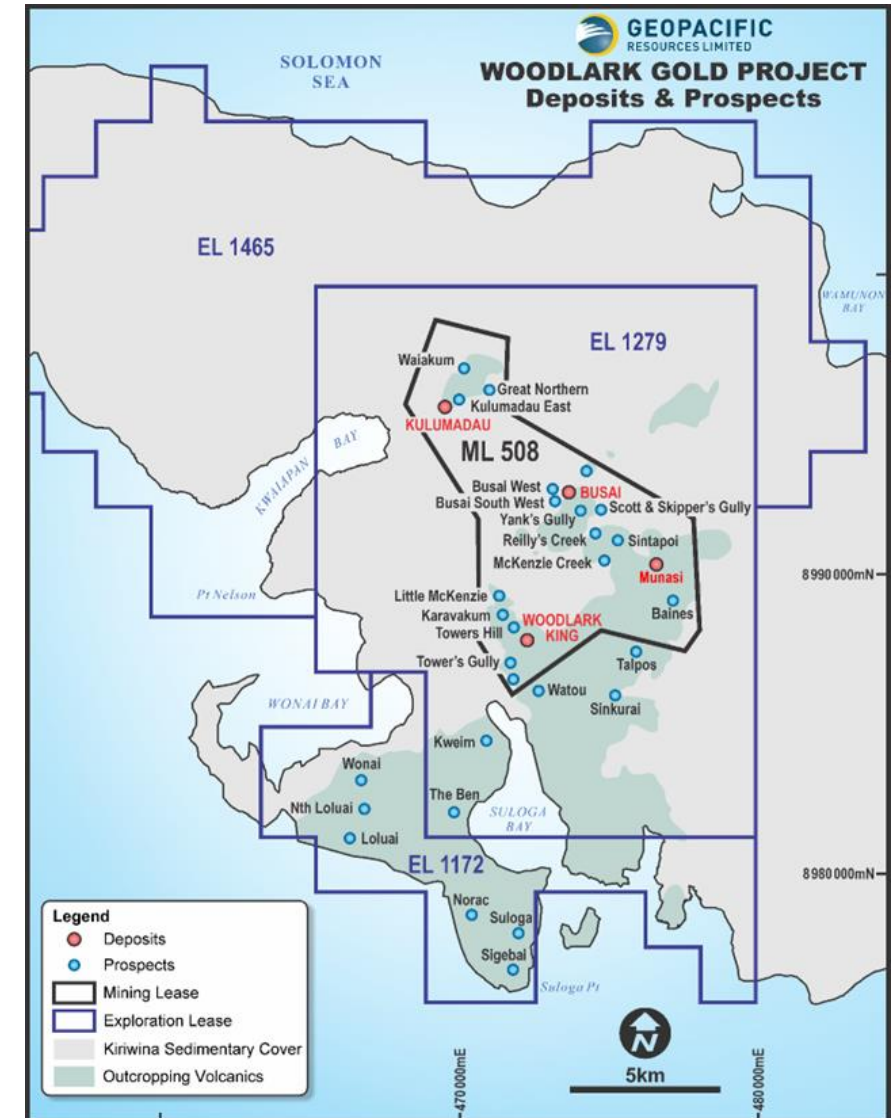 GEOPACIFIC
RESOURCES LIMITED
WOODLARK GOLD PROJECT
Deposits & Prospects
SOLOMON
SEA
EL 1465
WAMUNON
BAY
EL 1279
Waiakum
Great Northern
Kulumadau East
KULUMADAU
KWAIAPAN BAY
ML 508
Busai West
BUSAI
Busai South West
Scott & Skipper's Gully
Yank's Gully
Reilly's Creek
Sintapoi
McKenzie Creek
Munasi
8 990 000mN
Pt Nelson
Little McKenzie
Baines
Karavakum
WOODLARK
KING
Towers Hill
Tower's Gully
Talpos
Watou
Sinkurai
WONAI BAY
Kweim
Wonai
The Ben
Nth Loluai
SULOGA
BAY
Loluai
EL 1172
8 980 000mN
Norac
Suloga
Sigebai
Suloga Pt
Legend
Deposits
Prospects
Mining Lease
Exploration Lease
Kiriwina Sedimentary Cover
Outcropping Volcanics
N
5km
470 000mE
480 000mE